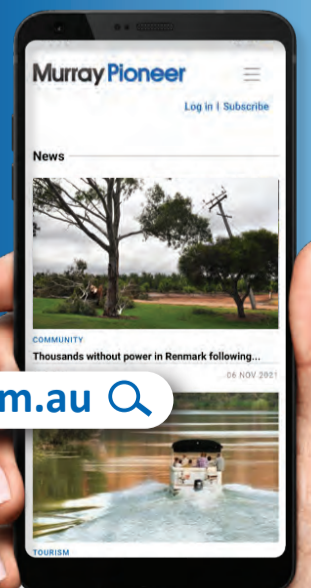 Murray Pioneer
Log in | Subscribe
News
COMMUNITY
Thousands without power in Renmark following...
06 NOV 2021
m.au
TOURISM